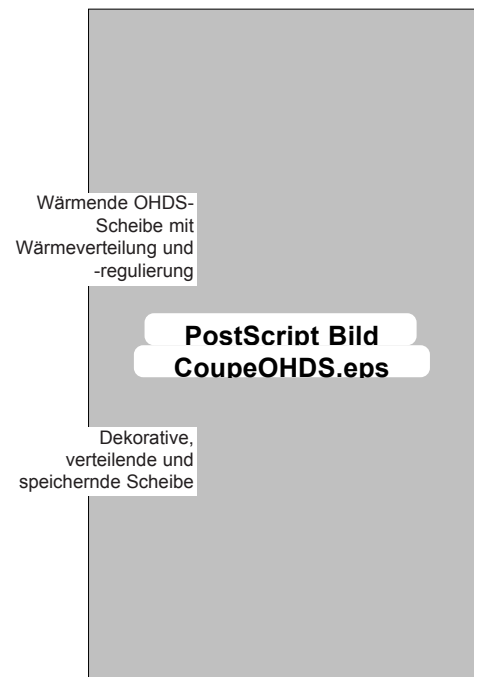 Wärmende OHDS-
Scheibe mit
Wärmeverteilung und
-regulierung
PostScript Bild
CoupeOHDS.eps
Dekorative,
verteilende und
speichernde Scheibe